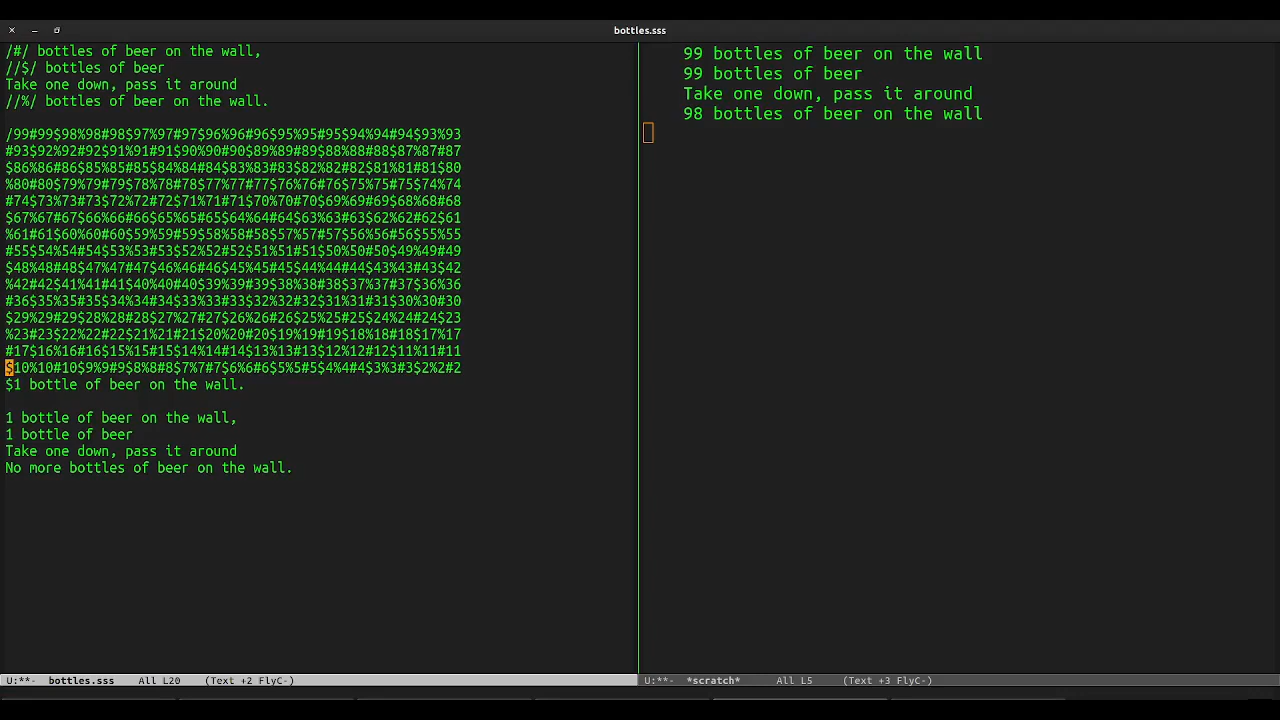 bottles.sss
/#/ bottles of beer on the wall,
//$/ bottles of beer
Take one down, pass it around
//%/ bottles of beer on the wall.
/99#99$98%98#98$97%97#97$96%96#96$95%95#95$94%94#94$93%93
#93$92%92#92$91%91#91$90%90#90$89%89#89$88%88#88$87%87#87
$86%86#86$85%85#85$84%84#84$83%83#83$82%82#82$81%81#81$80
%80#80$79%79#79$78%78#78$77%77#77$76%76#76$75%75#75$74%74
#74$73%73#73$72%72#72$71%71#71$70%70#70$69%69#69$68%68#68
$67%67#67$66%66#66$65%65#65$64%64#64$63%63#63$62%62#62$61
%61#61$60%60#60$59%59#59$58%58#58$57%57#57$56%56#56$55%55
#55$54%54#54$53%53#53$52%52#52$51%51#51$50%50#50$49%49#49
$48%48#48$47%47#47$46%46#46$45%45#45$44%44#44$43%43#43$42
%42#42$41%41#41$40%40#40$39%39#39$38%38#38$37%37#37$36%36
#36$35%35#35$34%34#34$33%33#33$32%32#32$31%31#31$30%30#30
$29%29#29$28%28#28$27%27#27$26%26#26$25%25#25$24%24#24$23
%23#23$22%22#22$21%21#21$20%20#20$19%19#19$18%18#18$17%17
#17$16%16#16$15%15#15$14%14#14$13%13#13$12%12#12$11%11#11
$10%10#10$9%9#9$8%8#8$7%7#7$6%6#6$5%5#5$4%4#4$3%3#3$2%2#2
$1 bottle of beer on the wall.
1 bottle of beer on the wall,
1 bottle of beer
Take one down, pass it around
No more bottles of beer on the wall.
U:**-  bottles.sss   All L20   (Text +2 FlyC-)
99 bottles of beer on the wall
99 bottles of beer
Take one down, pass it around
98 bottles of beer on the wall
U:**-  *scratch*   All L5   (Text +3 FlyC-)